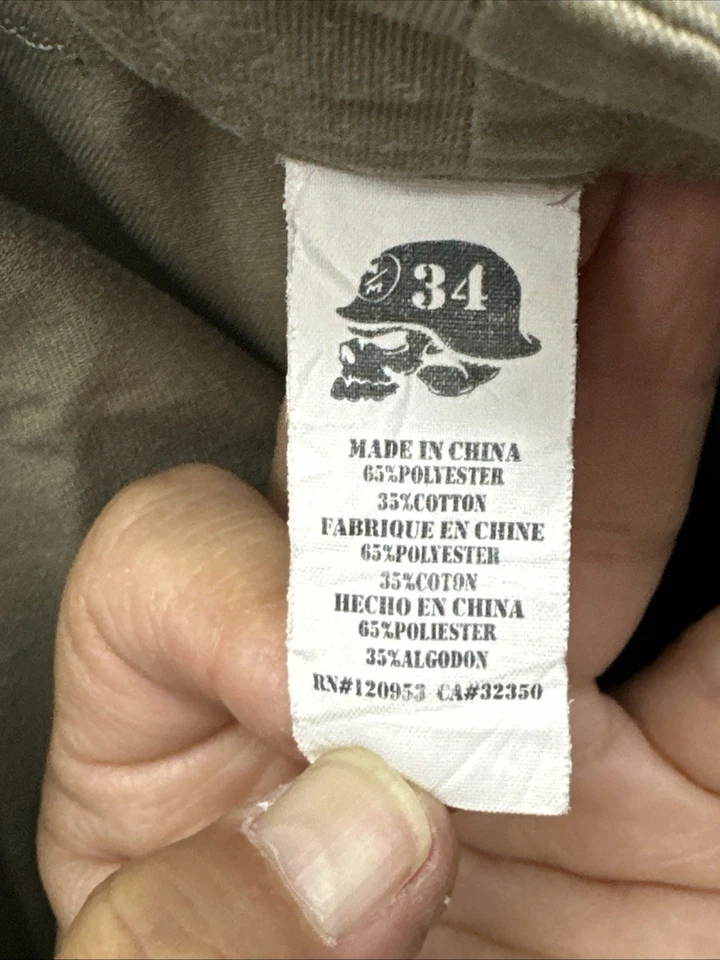 34
MADE IN CHINA
65%POLYESTER
35%COTTON
FABRIQUE EN CHINE
65%POLYESTER
35%COTON
HECHO EN CHINA
65%POLIESTER
35%ALGODON
RN#120953 CA#32350